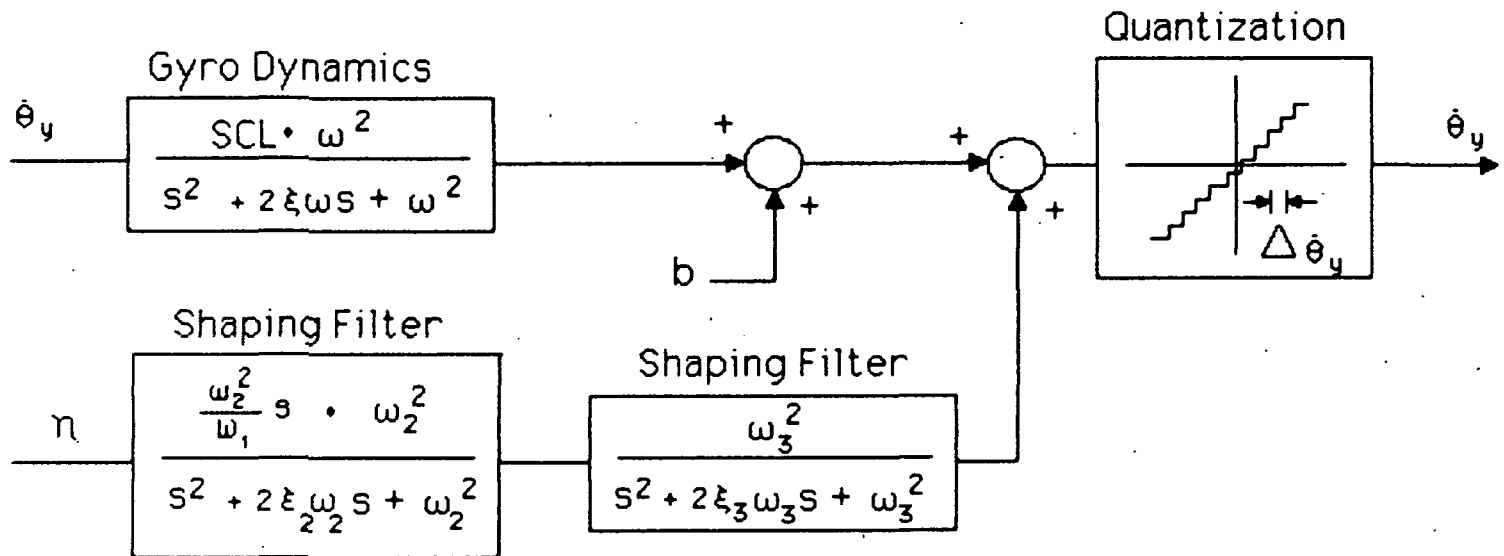 Quantization
Gyro Dynamics
θ̇ y
SCL · ω²
s² + 2ξωs + ω²
+
+
b
+
+
Δ θ̇ y
θ̇ y
Shaping Filter
η
ω₂²/ω₁ s · ω₂²
s² + 2ξ₂ω₂s + ω₂²
Shaping Filter
ω₃²
s² + 2ξ₃ω₃s + ω₃²